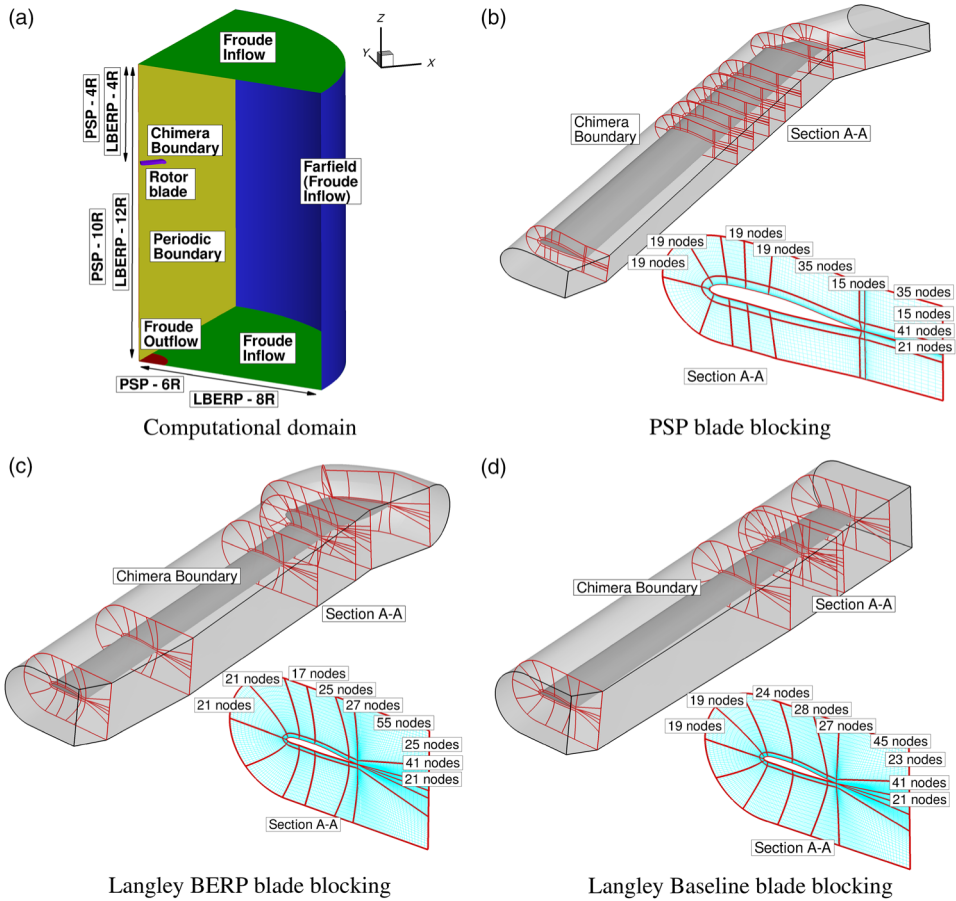 (a)
Froude
Inflow
Z
Y
X
PSP - 4R
LBERP - 4R
Chimera
Boundary
Rotor
blade
Farfield
(Froude
Inflow)
PSP - 10R
LBERP - 12R
Periodic
Boundary
Froude
Outflow
Froude
Inflow
PSP - 6R
LBERP - 8R
Computational domain
(b)
Chimera
Boundary
Section A-A
19 nodes
19 nodes
19 nodes
19 nodes
35 nodes
15 nodes
35 nodes
15 nodes
41 nodes
21 nodes
Section A-A
PSP blade blocking
(c)
Chimera Boundary
Section A-A
17 nodes
21 nodes
25 nodes
21 nodes
27 nodes
55 nodes
25 nodes
41 nodes
21 nodes
Section A-A
Langley BERP blade blocking
(d)
Chimera Boundary
Section A-A
24 nodes
19 nodes
28 nodes
19 nodes
27 nodes
45 nodes
23 nodes
41 nodes
21 nodes
Section A-A
Langley Baseline blade blocking